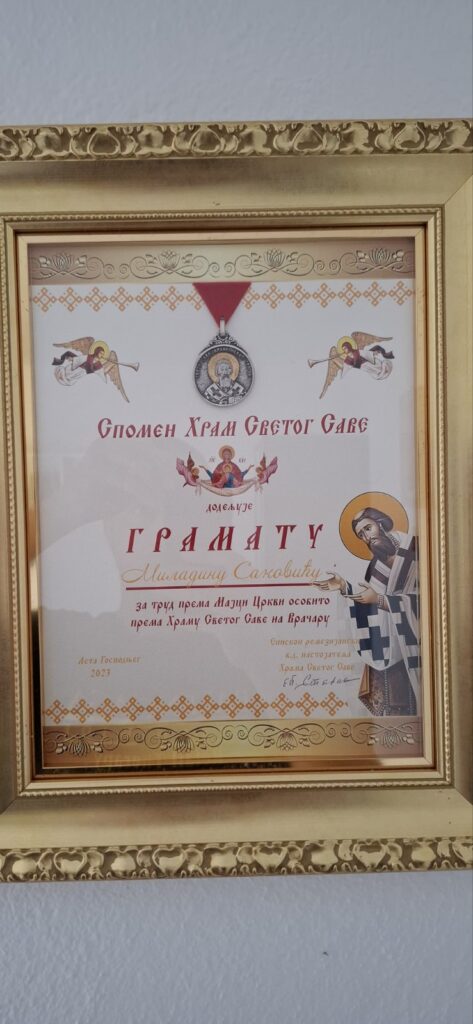 Спомен Храм Светог Саве
додељује
ГРАМАТУ
Миладину Саковићу
за труд према Мајци Цркви особито
према Храму Светог Саве на Врачару
Епископ ремезијански
в.д. настојатеља
Храма Светог Саве
Лета Господњег
2023